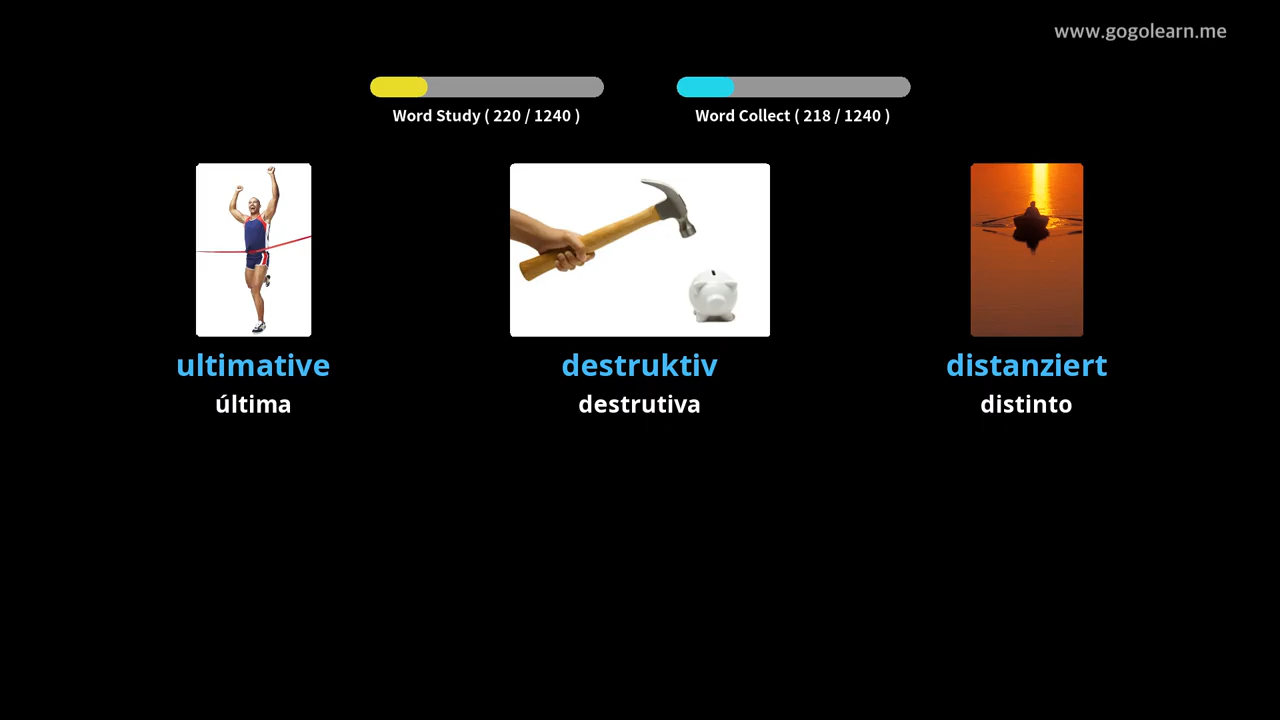 www.gogolearn.me
Word Study ( 220 / 1240 )
Word Collect ( 218 / 1240 )
ultimative
última
destruktiv
destrutiva
distanziert
distinto